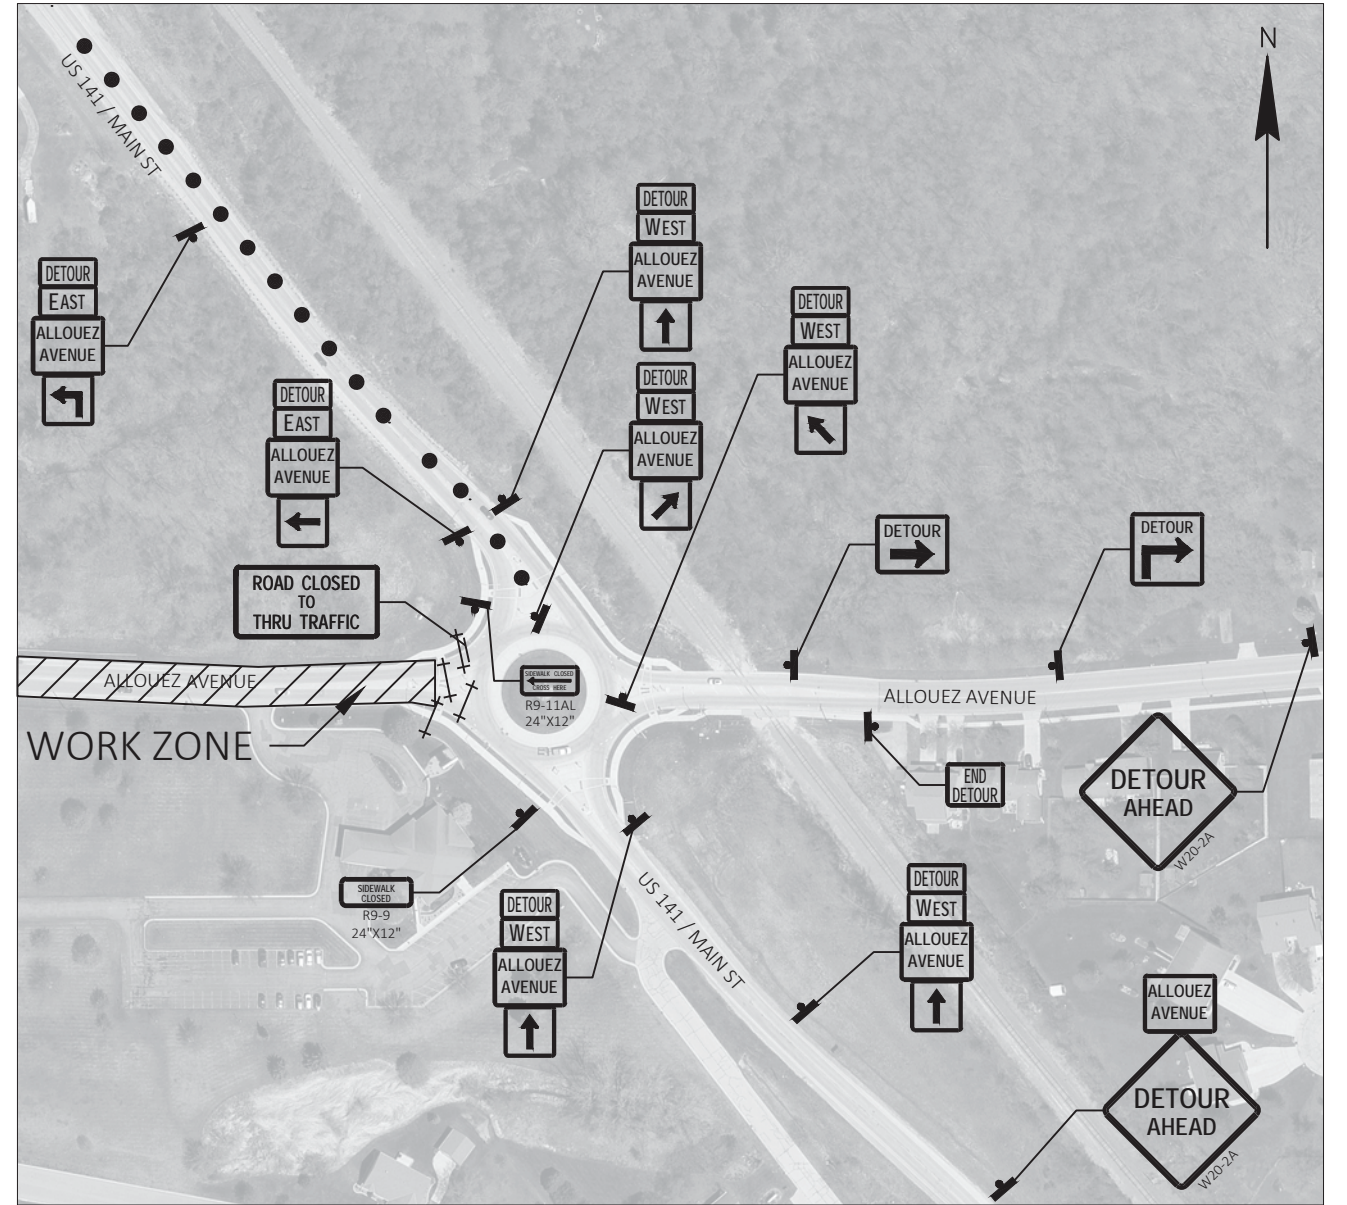 N
US 141 / MAIN ST
DETOUR
WEST
ALLOUEZ
AVENUE
DETOUR
EAST
ALLOUEZ
AVENUE
DETOUR
WEST
ALLOUEZ
AVENUE
DETOUR
WEST
ALLOUEZ
AVENUE
DETOUR
EAST
ALLOUEZ
AVENUE
DETOUR
DETOUR
ROAD CLOSED
TO
THRU TRAFFIC
SIDEWALK CLOSED
CROSS HERE
R9-11AL
24"X12"
ALLOUEZ AVENUE
ALLOUEZ AVENUE
WORK ZONE
END
DETOUR
DETOUR
AHEAD
W20-2A
SIDEWALK
CLOSED
R9-9
24"X12"
DETOUR
WEST
ALLOUEZ
AVENUE
US 141 / MAIN ST
DETOUR
WEST
ALLOUEZ
AVENUE
ALLOUEZ
AVENUE
DETOUR
AHEAD
W20-2A